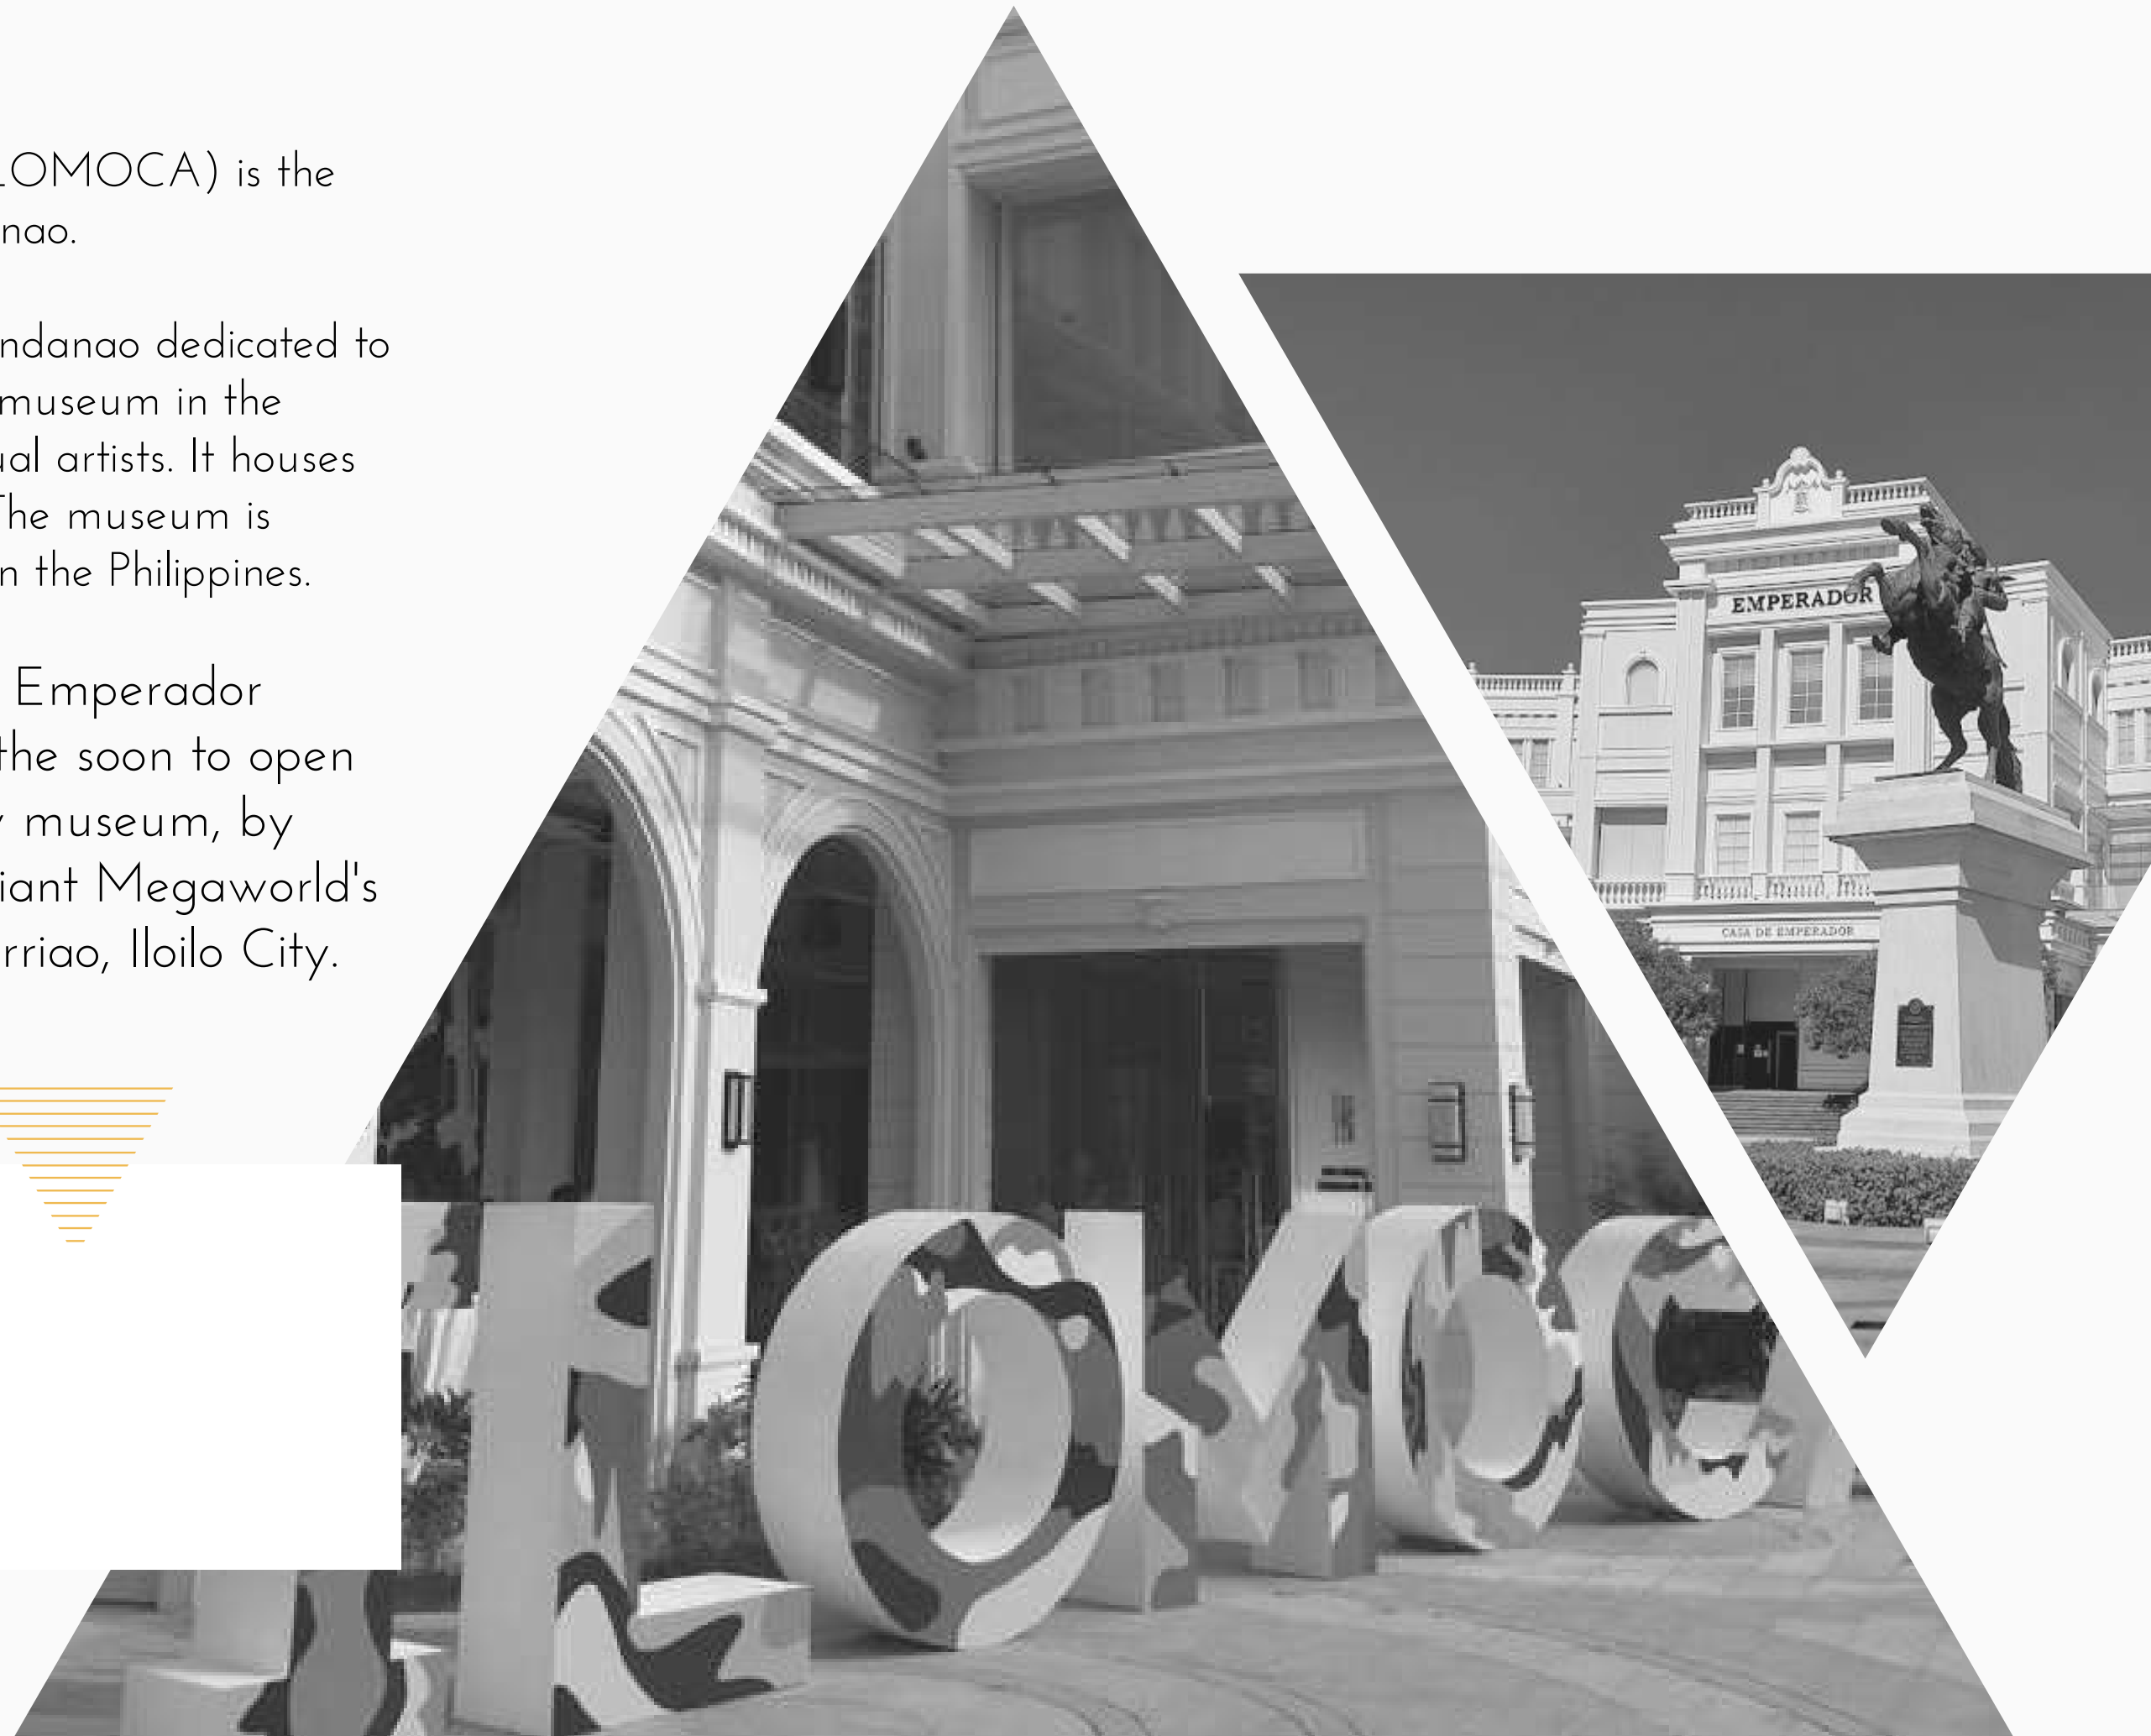 LOMOCA) is the
nao.
ndanao dedicated to
museum in the
ual artists. It houses
The museum is
n the Philippines.
Emperador
the soon to open
y museum, by
iant Megaworld's
rriao, Iloilo City.
EMPERADOR
CASA DE EMPERADOR
ILOMOCA